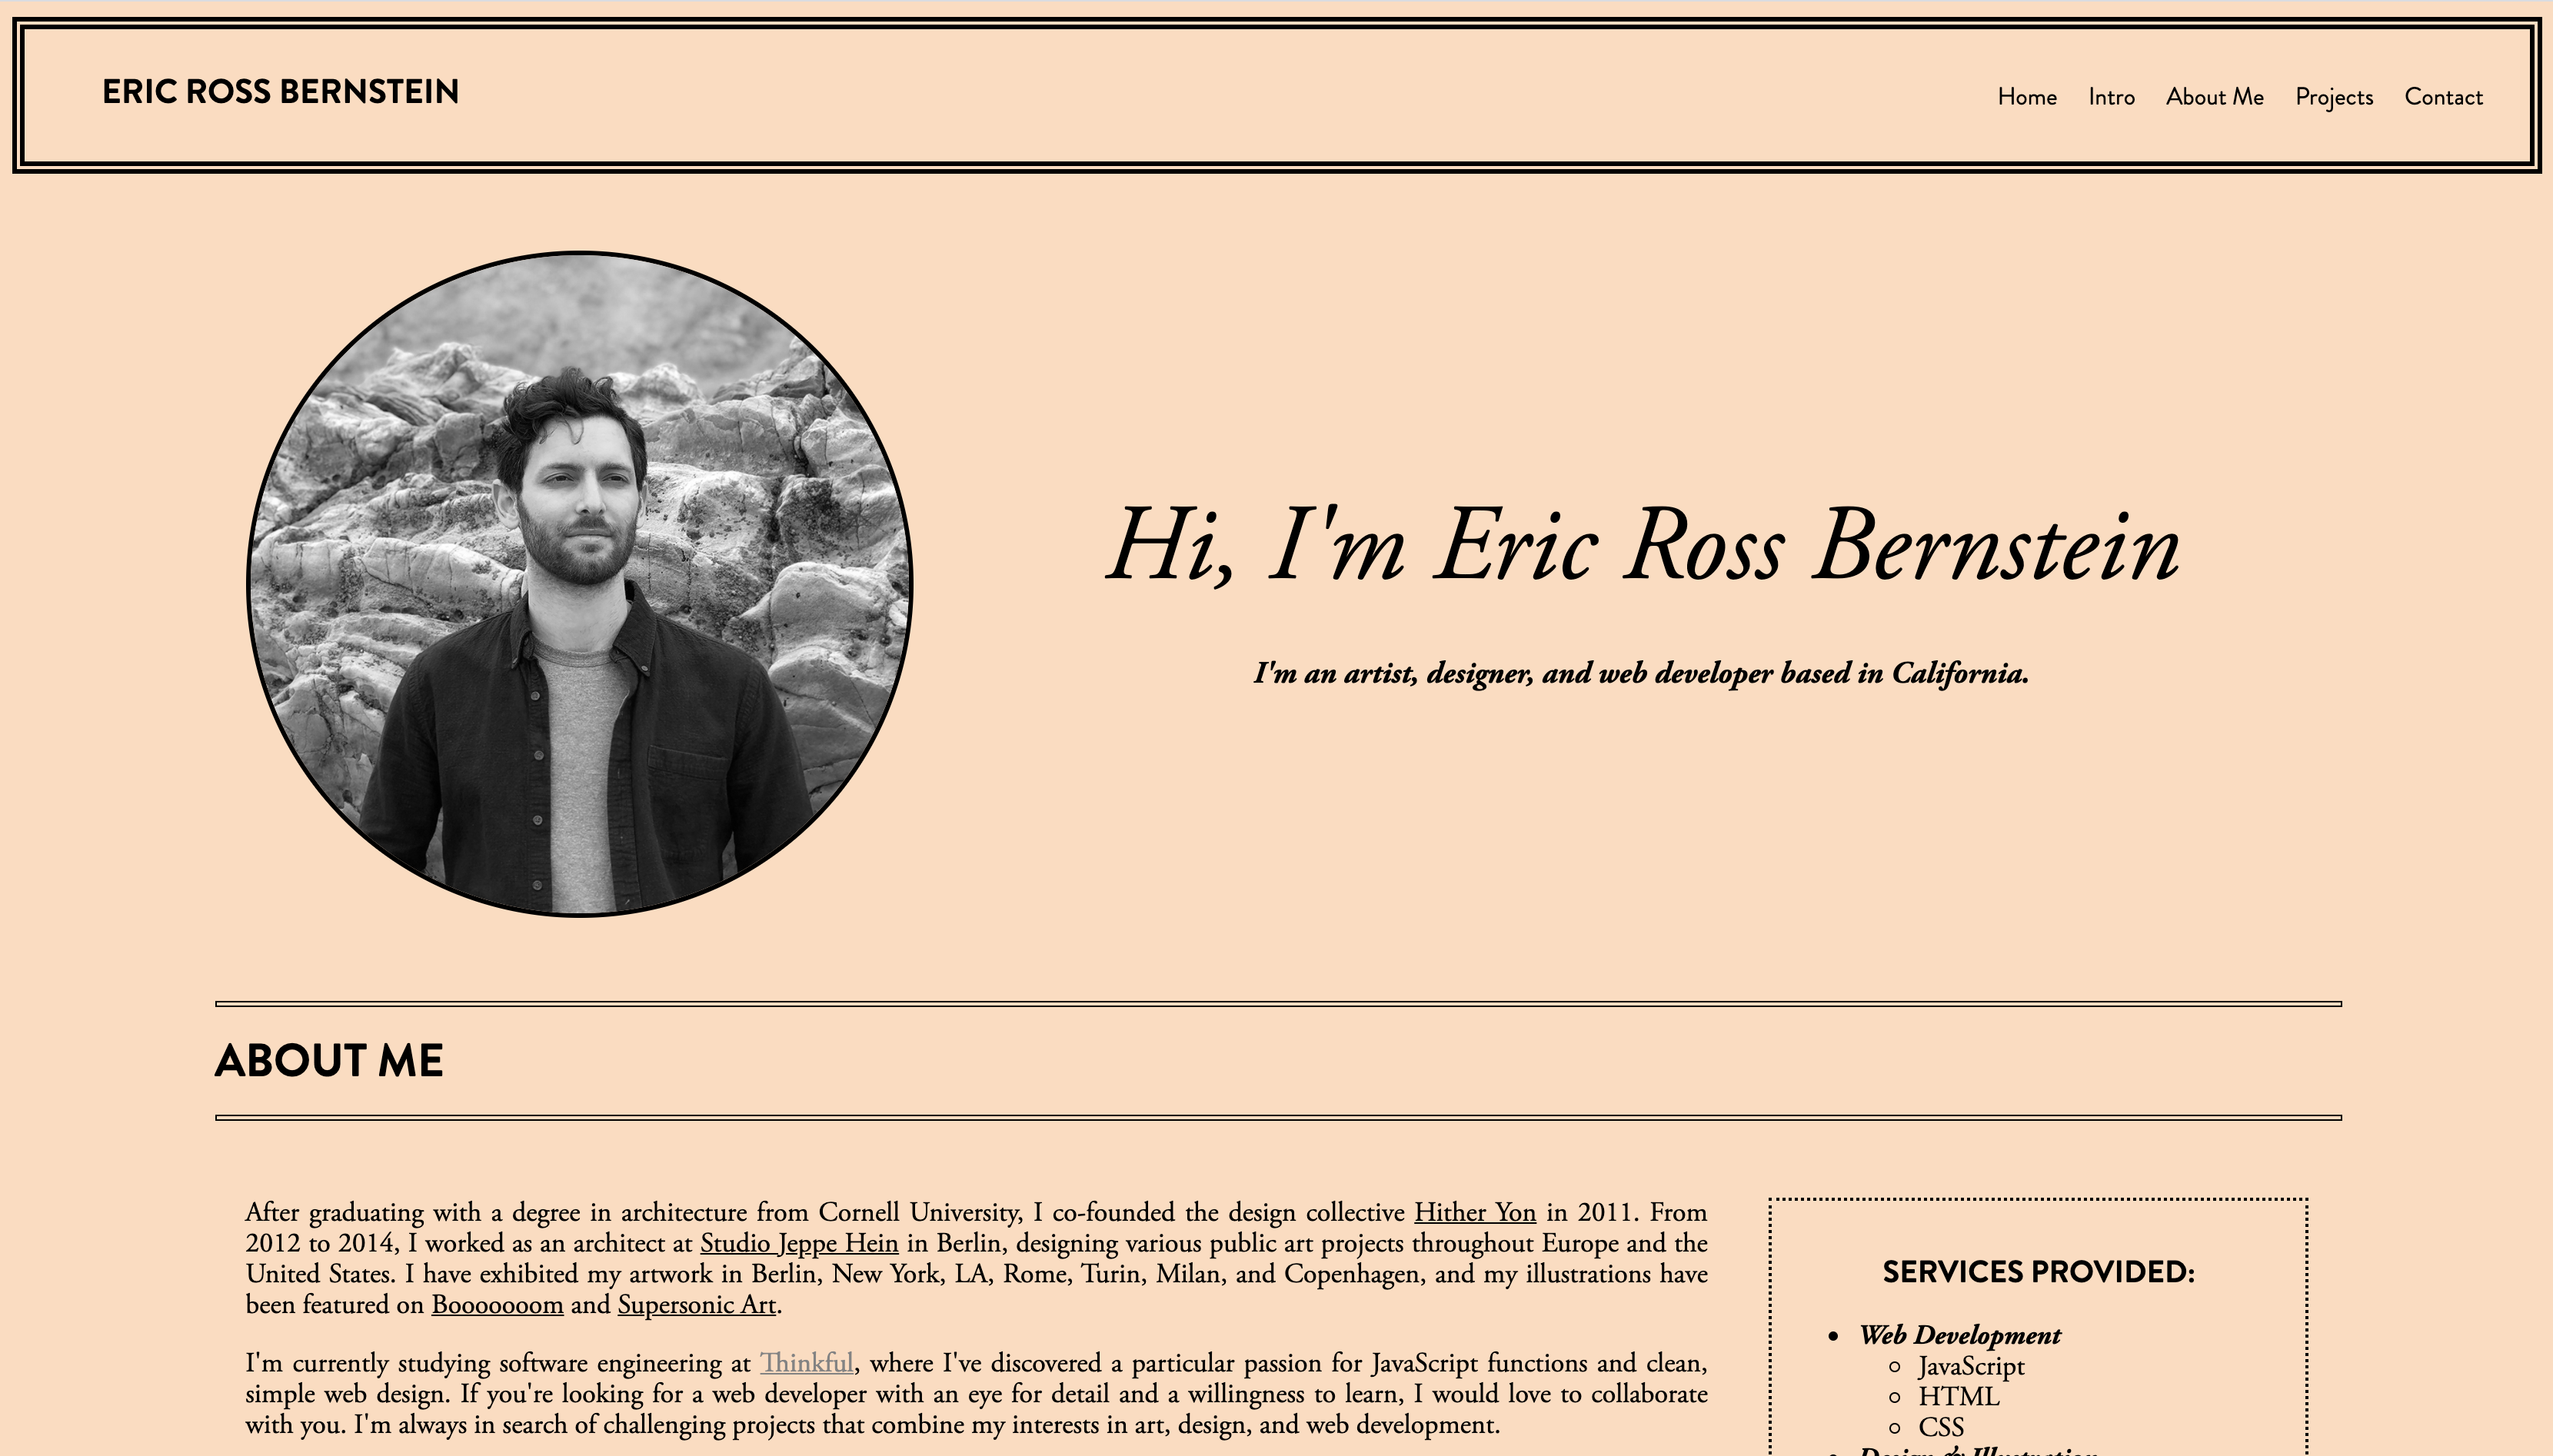 ERIC ROSS BERNSTEIN
Home Intro About Me Projects Contact
Hi, I'm Eric Ross Bernstein
I'm an artist, designer, and web developer based in California.
ABOUT ME
After graduating with a degree in architecture from Cornell University, I co-founded the design collective Hither Yon in 2011. From
2012 to 2014, I worked as an architect at Studio Jeppe Hein in Berlin, designing various public art projects throughout Europe and the
United States. I have exhibited my artwork in Berlin, New York, LA, Rome, Turin, Milan, and Copenhagen, and my illustrations have
been featured on Booooooom and Supersonic Art.
I'm currently studying software engineering at Thinkful, where I've discovered a particular passion for JavaScript functions and clean,
simple web design. If you're looking for a web developer with an eye for detail and a willingness to learn, I would love to collaborate
with you. I'm always in search of challenging projects that combine my interests in art, design, and web development.
SERVICES PROVIDED:
Web Development
JavaScript
HTML
CSS
Design & Illustration